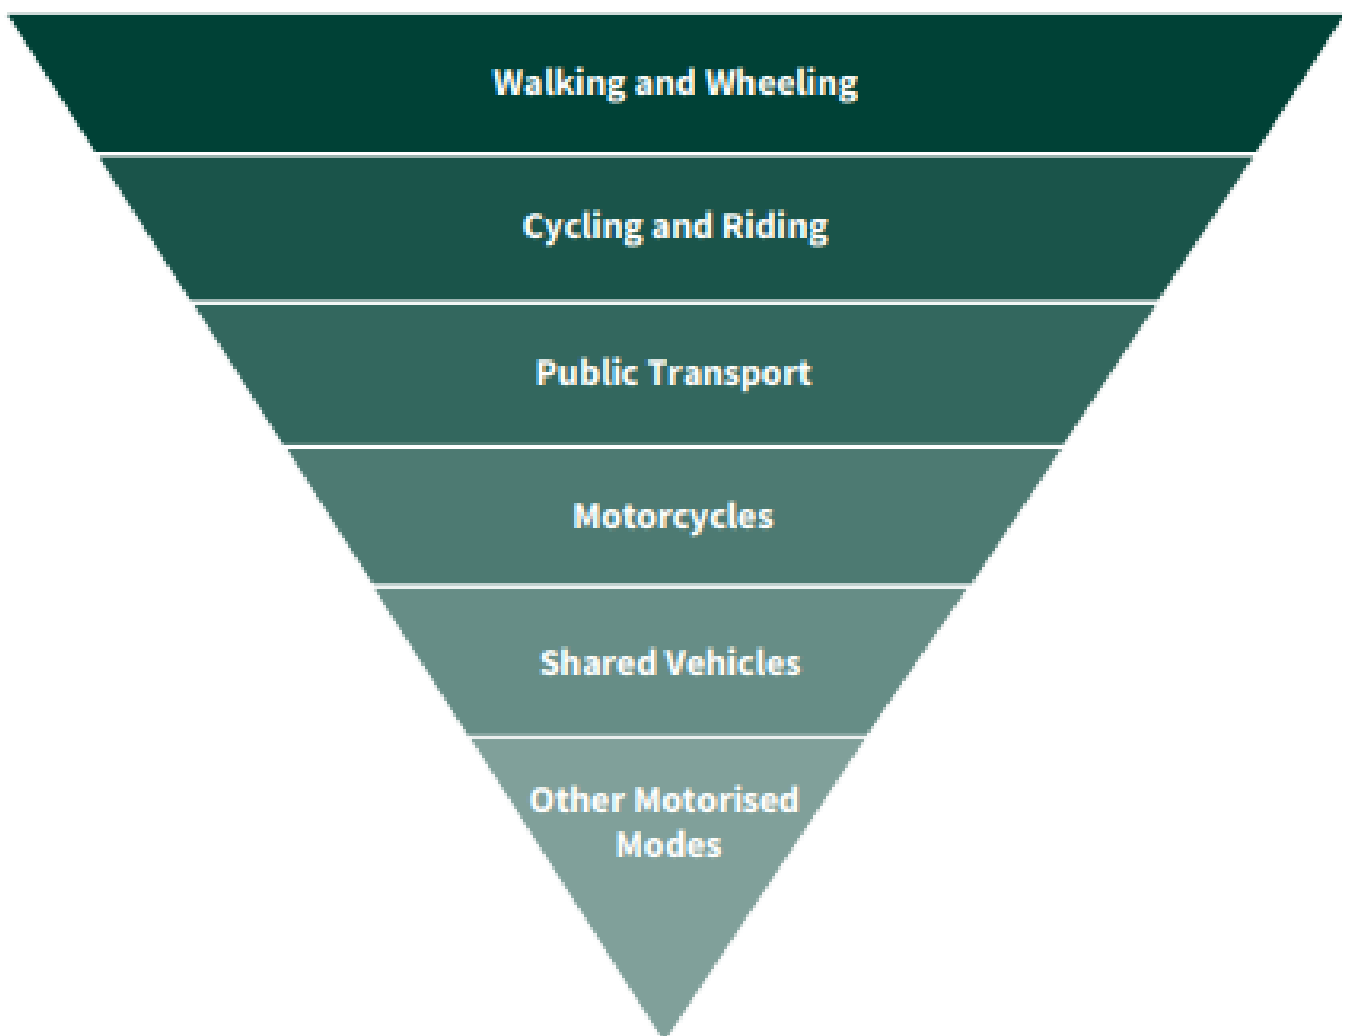 Walking and Wheeling
Cycling and Riding
Public Transport
Motorcycles
Shared Vehicles
Other Motorised
Modes